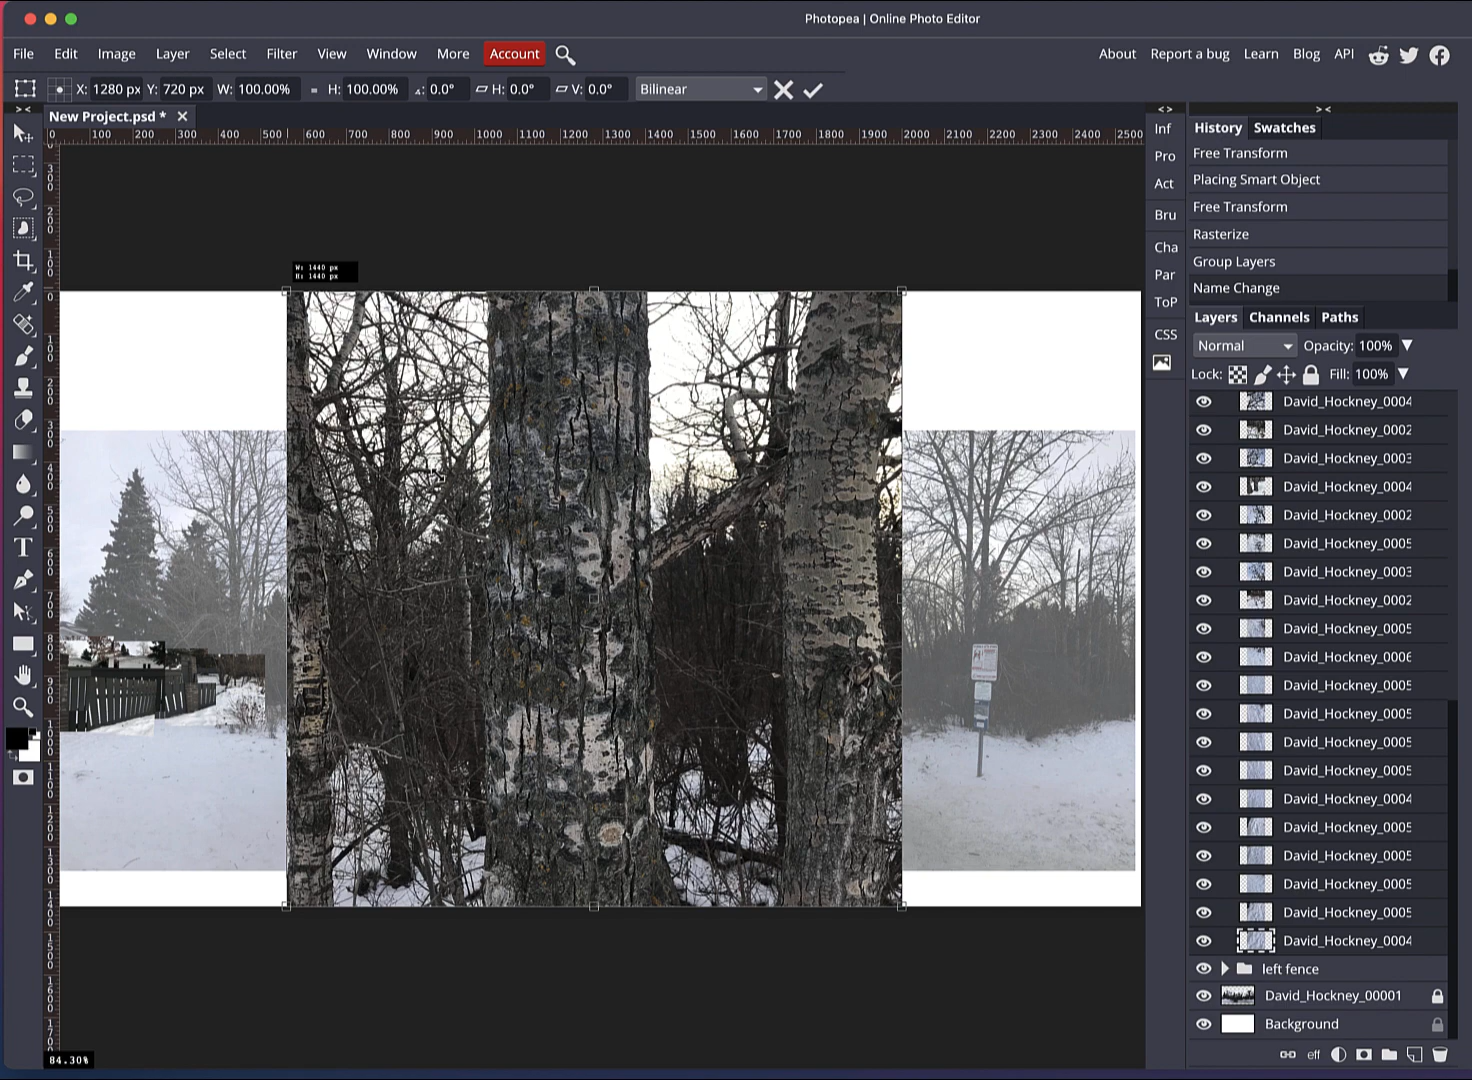 Photopea | Online Photo Editor
File Edit Image Layer Select Filter View Window More Account About Report a bug Learn Blog API
X: 1280 px Y: 720 px W: 100.00% = H: 100.00% 0.0° H: 0.0° V: 0.0° Bilinear
New Project.psd *
0 100 200 300 400 500 700 800 900 1000 1100 1200 1300 1400 1500 1600 1700 1800 1900 2000 2100 2200 2300 2400 2500
W: 1440 px
H: 1440 px
84.30%
Inf
Pro
Act
Bru
Cha
Par
ToP
CSS
History Swatches
Free Transform
Placing Smart Object
Free Transform
Rasterize
Group Layers
Name Change
Layers Channels Paths
Normal Opacity: 100%
Lock: Fill: 100%
David_Hockney_0004
David_Hockney_0002
David_Hockney_0003
David_Hockney_0004
David_Hockney_0002
David_Hockney_0005
David_Hockney_0003
David_Hockney_0002
David_Hockney_0005
David_Hockney_0006
David_Hockney_0005
David_Hockney_0005
David_Hockney_0005
David_Hockney_0005
David_Hockney_0004
David_Hockney_0005
David_Hockney_0005
David_Hockney_0005
David_Hockney_0005
David_Hockney_0004
left fence
David_Hockney_00001
Background
eff